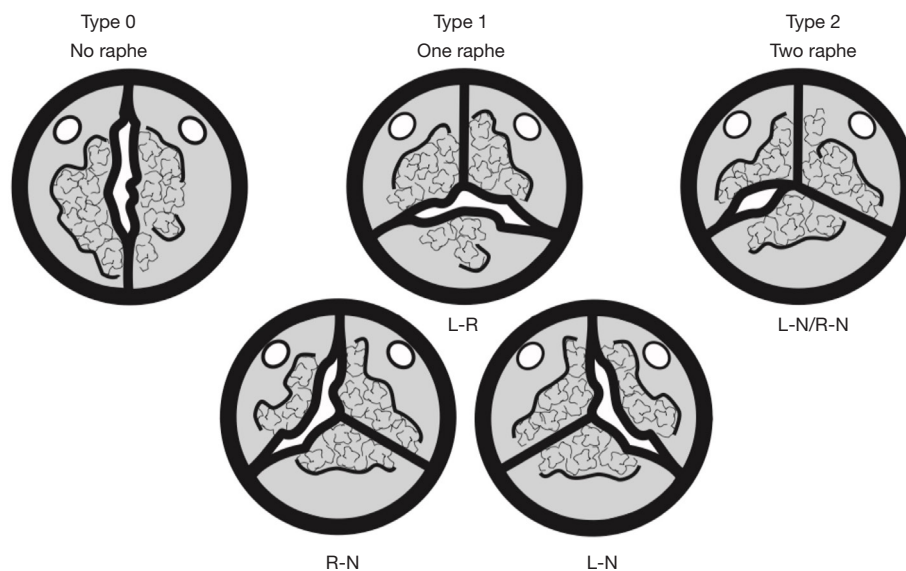 Type 0
No raphe
Type 1
One raphe
Type 2
Two raphe
L-R
L-N/R-N
R-N
L-N